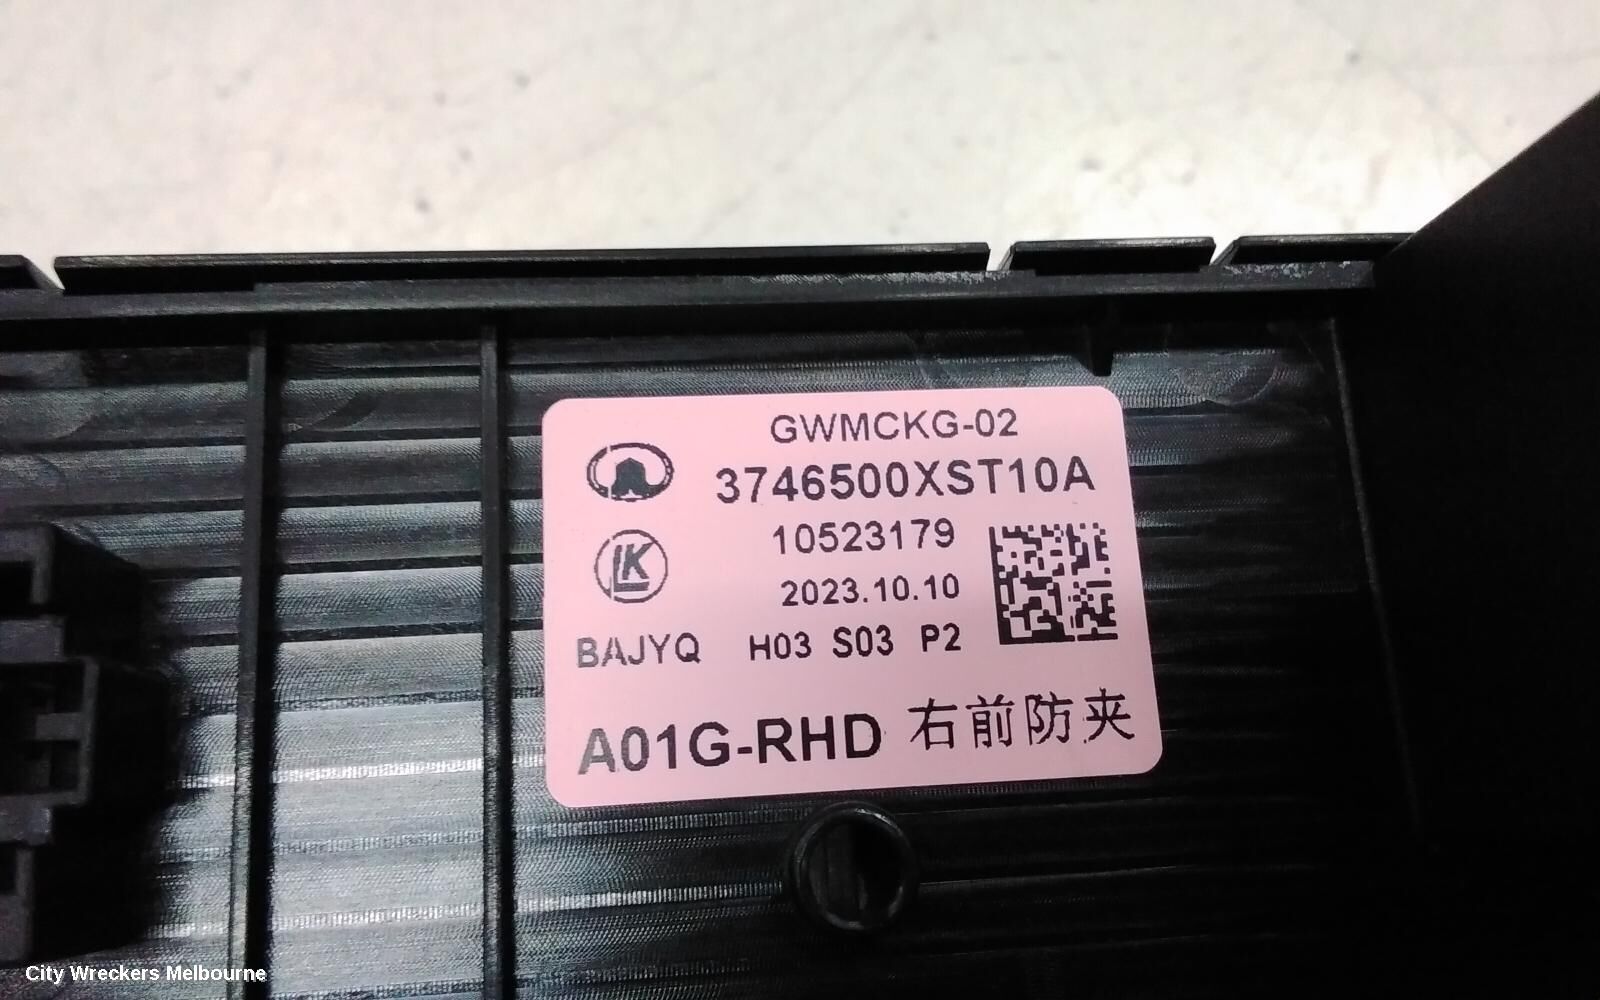 GWMCKG-02
3746500XST10A
LK
10523179
2023.10.10
BAJYQ H03 S03 P2
A01G-RHD 右前防夹
City Wreckers Melbourne